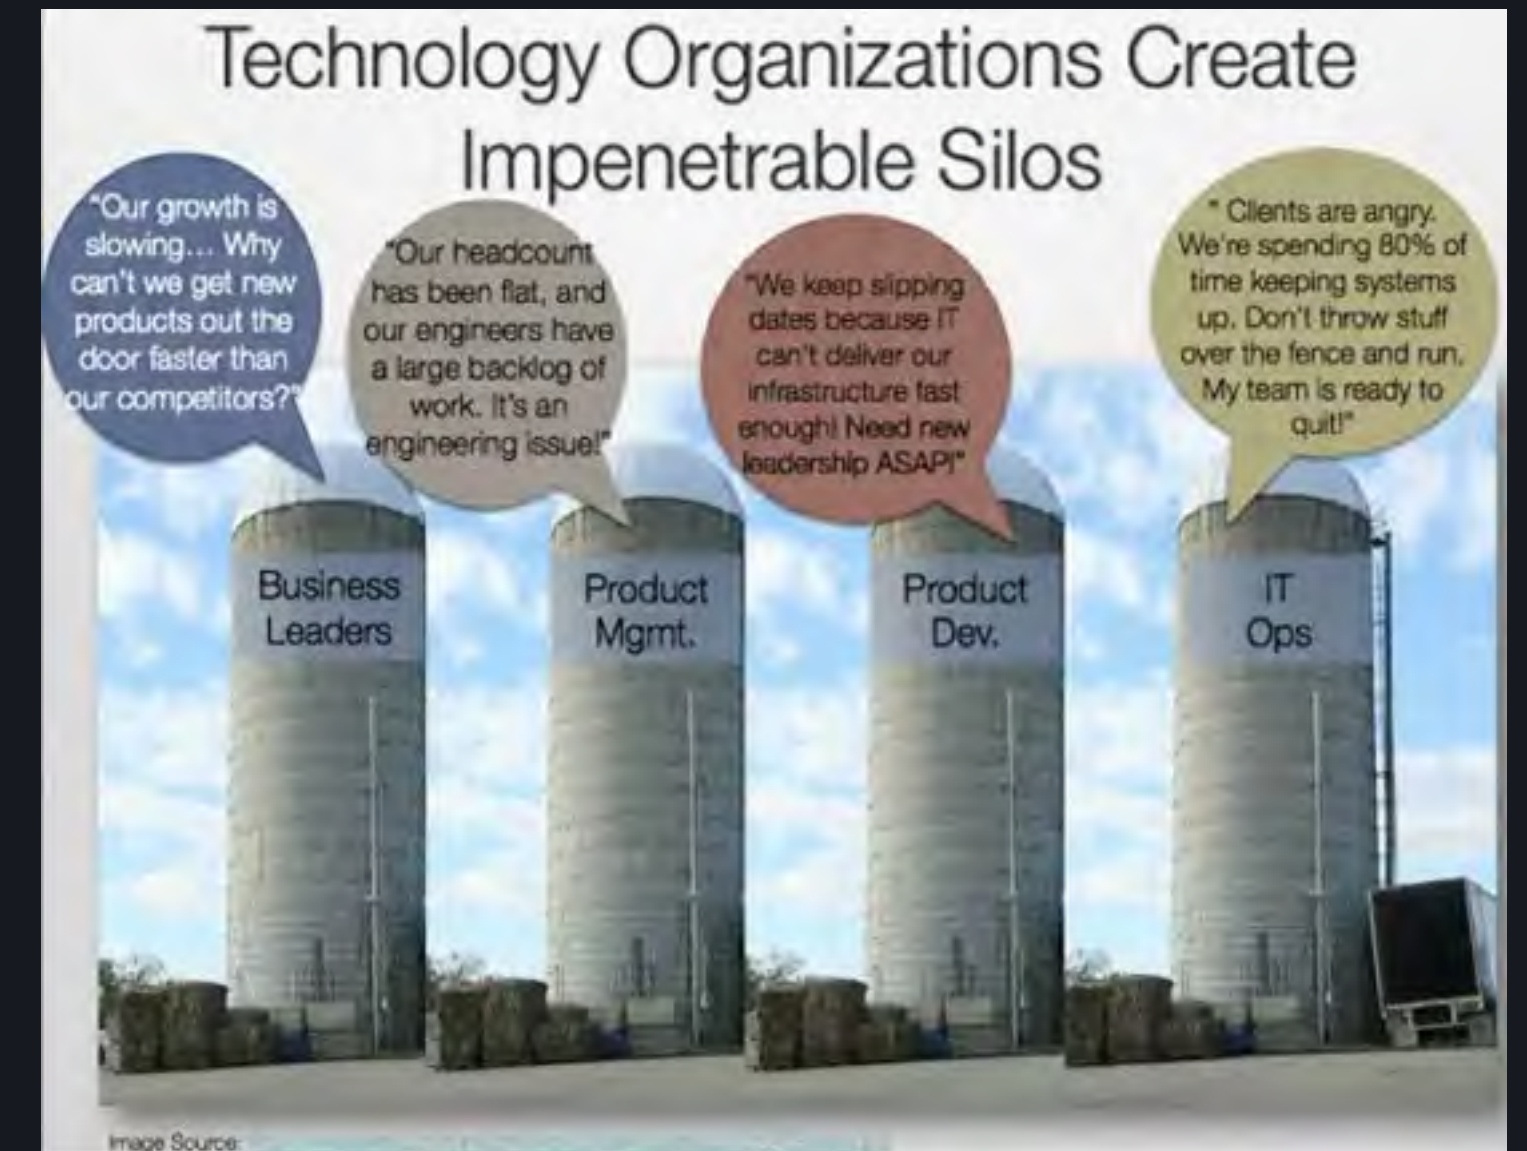 Technology Organizations Create
Impenetrable Silos
"Our growth is
slowing... Why
can't we get new
products out the
door faster than
our competitors?"
"Our headcount
has been flat, and
our engineers have
a large backlog of
work. It's an
engineering issue!"
"We keep slipping
dates because IT
can't deliver our
infrastructure fast
enough! Need new
leadership ASAP!"
" Clients are angry.
We're spending 80% of
time keeping systems
up. Don't throw stuff
over the fence and run.
My team is ready to
quit!"
Business
Leaders
Product
Mgmt.
Product
Dev.
IT
Ops
Image Source: